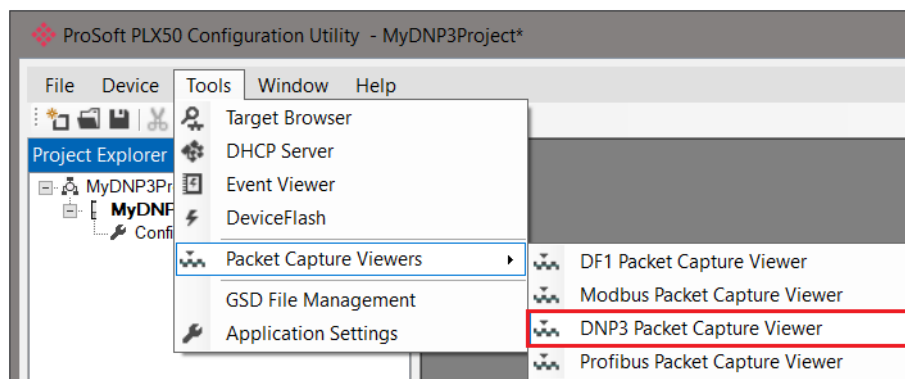 ProSoft PLX50 Configuration Utility - MyDNP3Project*
File Device Tools Window Help
Project Explorer
MyDNP3Pr
MyDNP
Confi
Target Browser
DHCP Server
Event Viewer
DeviceFlash
Packet Capture Viewers
GSD File Management
Application Settings
DF1 Packet Capture Viewer
Modbus Packet Capture Viewer
DNP3 Packet Capture Viewer
Profibus Packet Capture Viewer